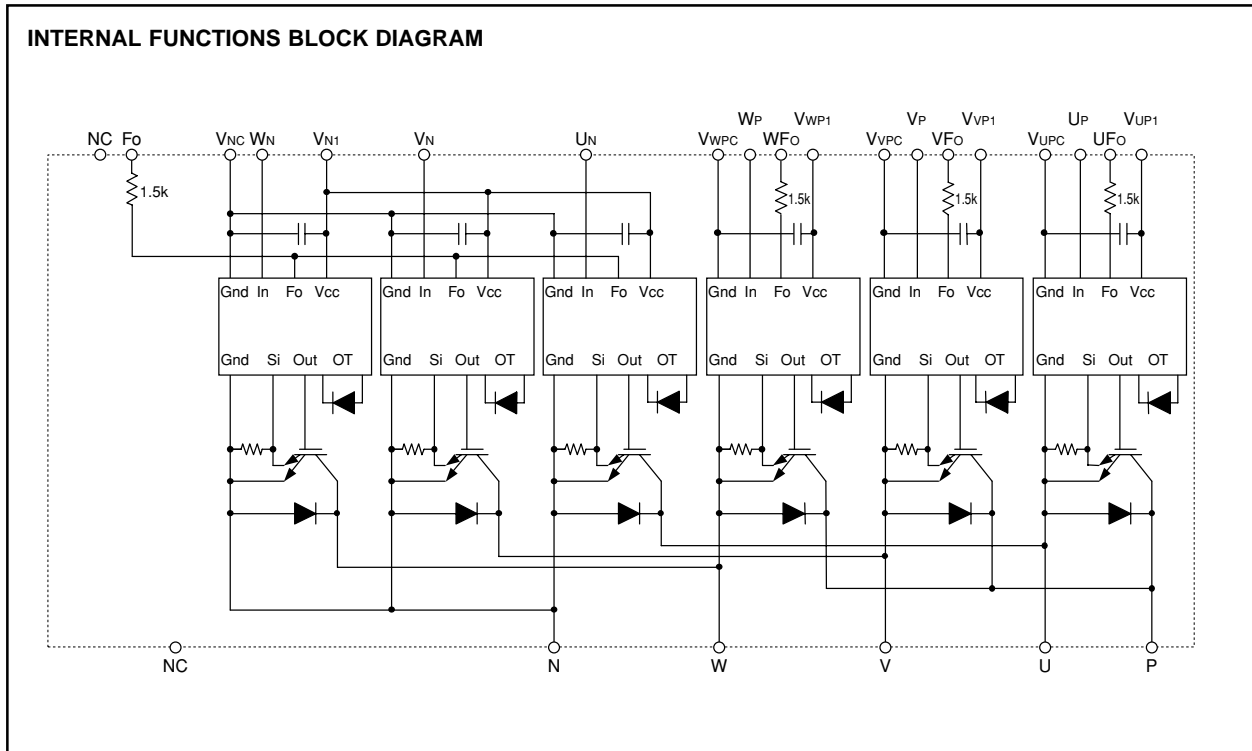 INTERNAL FUNCTIONS BLOCK DIAGRAM
WP VWP1 VP VVP1 UP VUP1
NC FO VNC WN VN1 VN UN VWPC WFO VVPC VFO VUPC UFO
1.5k 1.5k 1.5k 1.5k
Gnd In Fo Vcc Gnd In Fo Vcc Gnd In Fo Vcc Gnd In Fo Vcc Gnd In Fo Vcc Gnd In Fo Vcc
Gnd Si Out OT Gnd Si Out OT Gnd Si Out OT Gnd Si Out OT Gnd Si Out OT Gnd Si Out OT
NC N W V U P